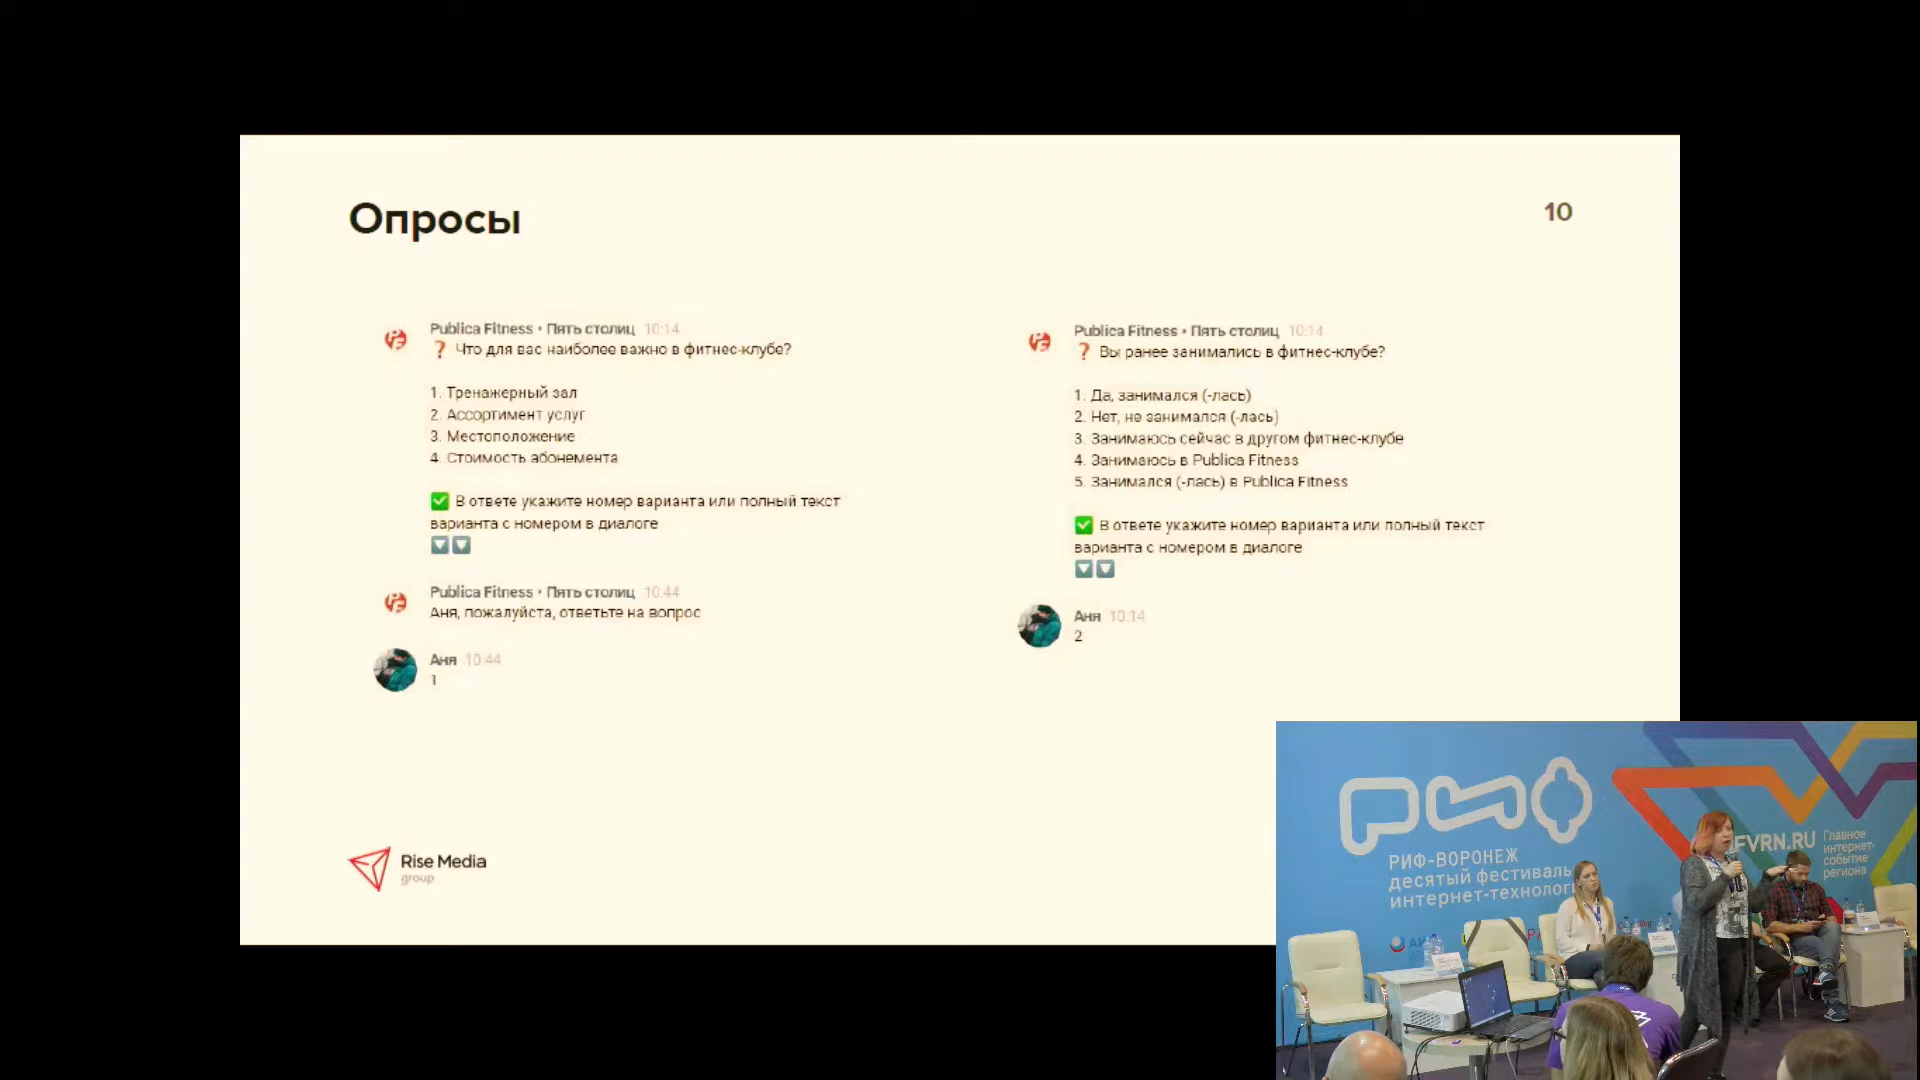 Опросы
10
Publica Fitness • Пять столиц 10:14
❓ Что для вас наиболее важно в фитнес-клубе?
1. Тренажерный зал
2. Ассортимент услуг
3. Местоположение
4. Стоимость абонемента
✅ В ответе укажите номер варианта или полный текст
варианта с номером в диалоге
Publica Fitness • Пять столиц 10:44
Аня, пожалуйста, ответьте на вопрос
Аня 10:44
1
Publica Fitness • Пять столиц 10:14
❓ Вы ранее занимались в фитнес-клубе?
1. Да, занимался (-лась)
2. Нет, не занимался (-лась)
3. Занимаюсь сейчас в другом фитнес-клубе
4. Занимаюсь в Publica Fitness
5. Занимался (-лась) в Publica Fitness
✅ В ответе укажите номер варианта или полный текст
варианта с номером в диалоге
Аня 10:14
2
Rise Media
group
риф
РИФ-ВОРОНЕЖ
десятый фестиваль
интернет-технолог
FVRN.RU
Главное
интернет-
событие
региона